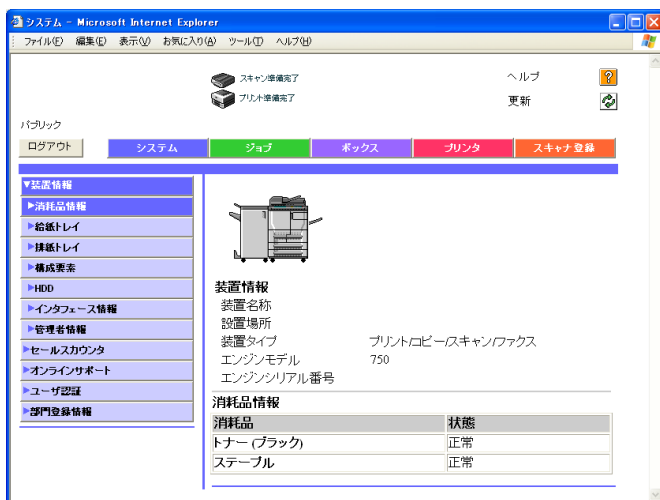 システム - Microsoft Internet Explorer
ファイル(F) 編集(E) 表示(V) お気に入り(A) ツール(T) ヘルプ(H)
スキャン準備完了 ヘルプ ?
プリント準備完了 更新
パブリック
ログアウト システム ジョブ ボックス プリンタ スキャナ登録
▼装置情報
▶消耗品情報
▶給紙トレイ
▶排紙トレイ
▶構成要素
▶HDD
▶インタフェース情報
▶管理者情報
▶セールスカウンタ
▶オンラインサポート
▶ユーザ認証
▶部門登録情報
装置情報
装置名称
設置場所
装置タイプ プリント/コピー/スキャン/ファクス
エンジンモデル 750
エンジンシリアル番号
消耗品情報
消耗品 状態
トナー (ブラック) 正常
ステープル 正常